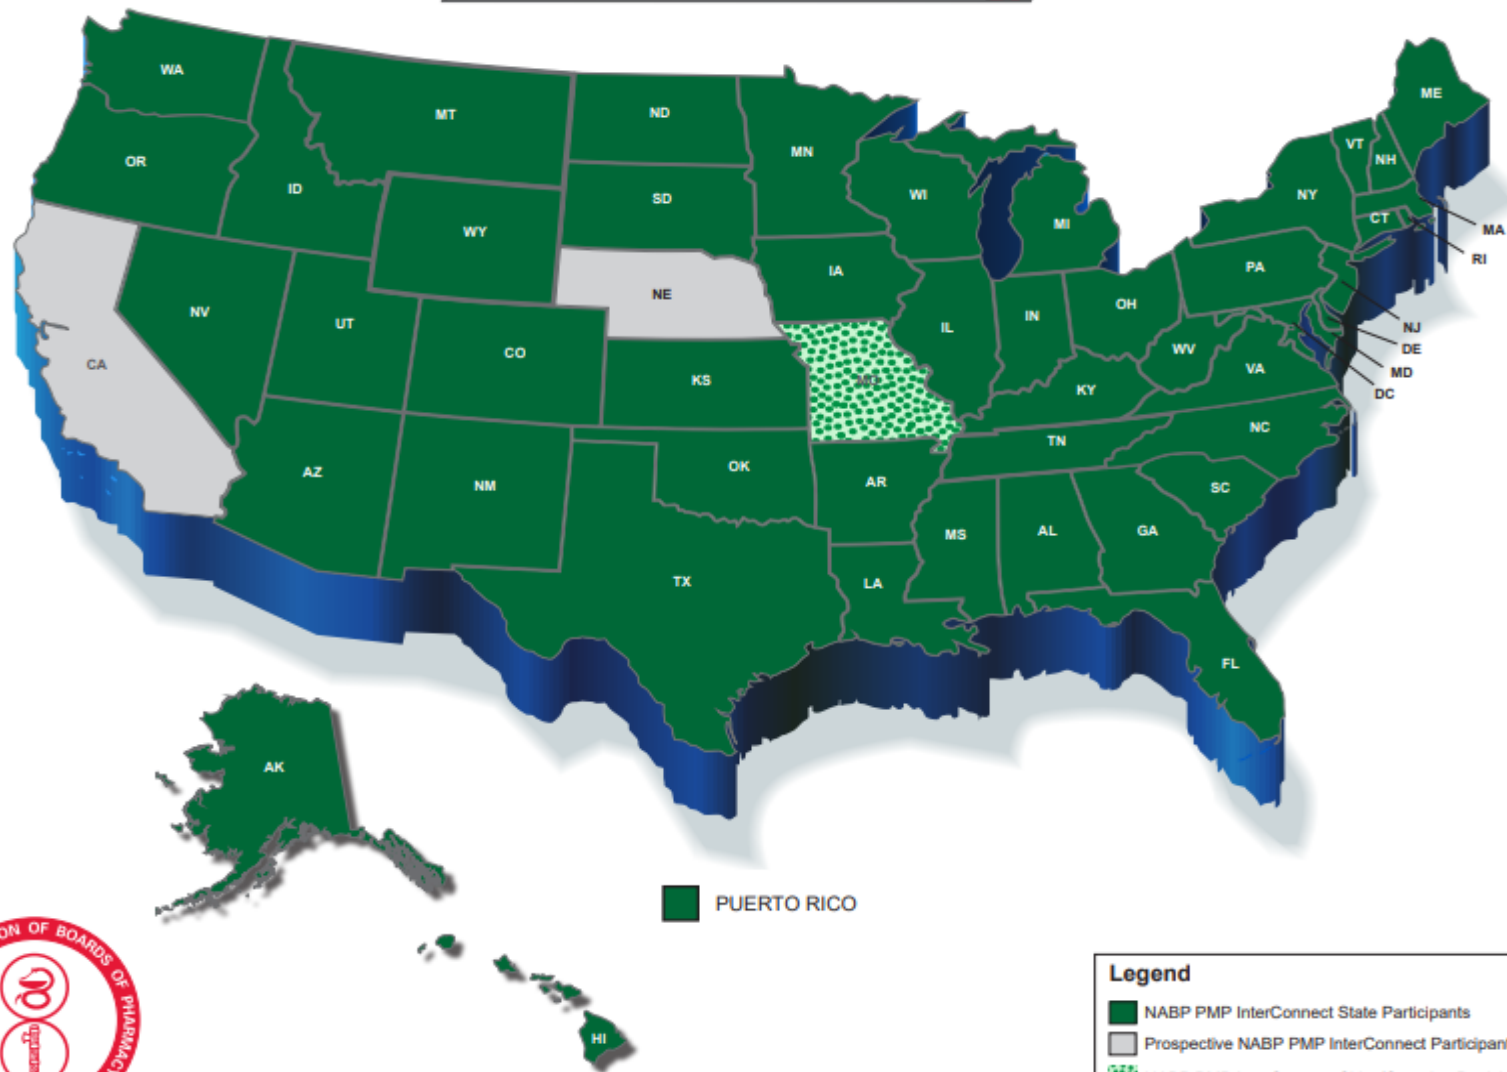 WA
MT
ND
MN
ME
VT
NH
OR
ID
SD
WI
NY
MI
WY
CT
MA
RI
IA
PA
NE
NV
UT
IL
IN
OH
NJ
CO
WV
DE
CA
KS
VA
MD
KY
DC
NC
TN
AZ
NM
OK
AR
SC
MS
AL
GA
TX
LA
FL
AK
PUERTO RICO
HI
OF BOARDS OF
Legend
NABP PMP InterConnect State Participants
Prospective NABP PMP InterConnect